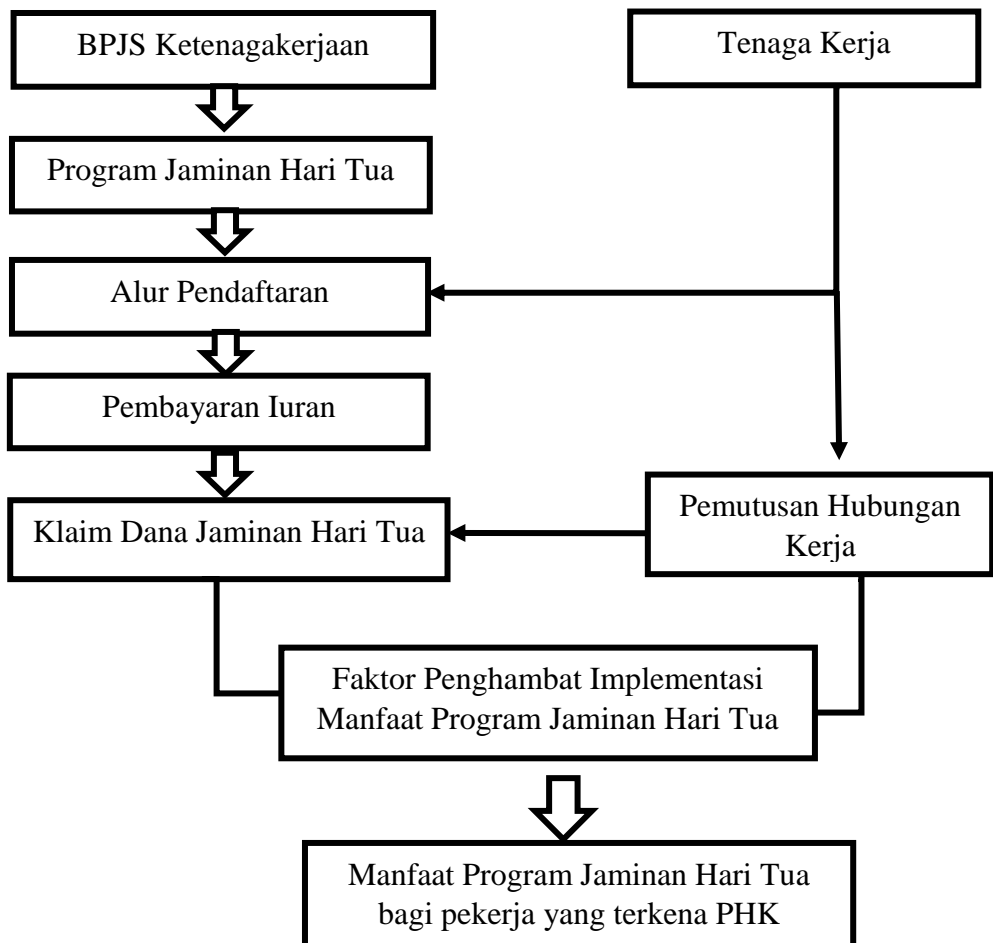 BPJS Ketenagakerjaan
Tenaga Kerja
Program Jaminan Hari Tua
Alur Pendaftaran
Pembayaran Iuran
Klaim Dana Jaminan Hari Tua
Pemutusan Hubungan
Kerja
Faktor Penghambat Implementasi
Manfaat Program Jaminan Hari Tua
Manfaat Program Jaminan Hari Tua
bagi pekerja yang terkena PHK